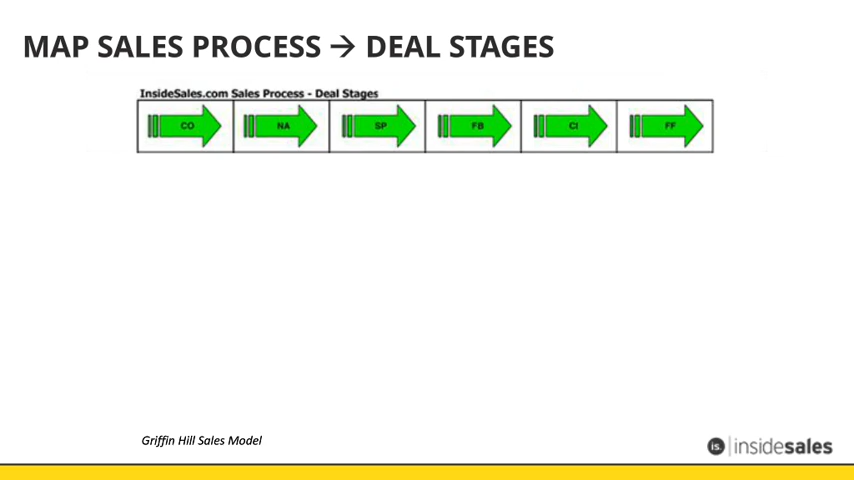 MAP SALES PROCESS → DEAL STAGES
InsideSales.com Sales Process - Deal Stages
CO NA SP FB CI FF
Griffin Hill Sales Model
is. insidesales